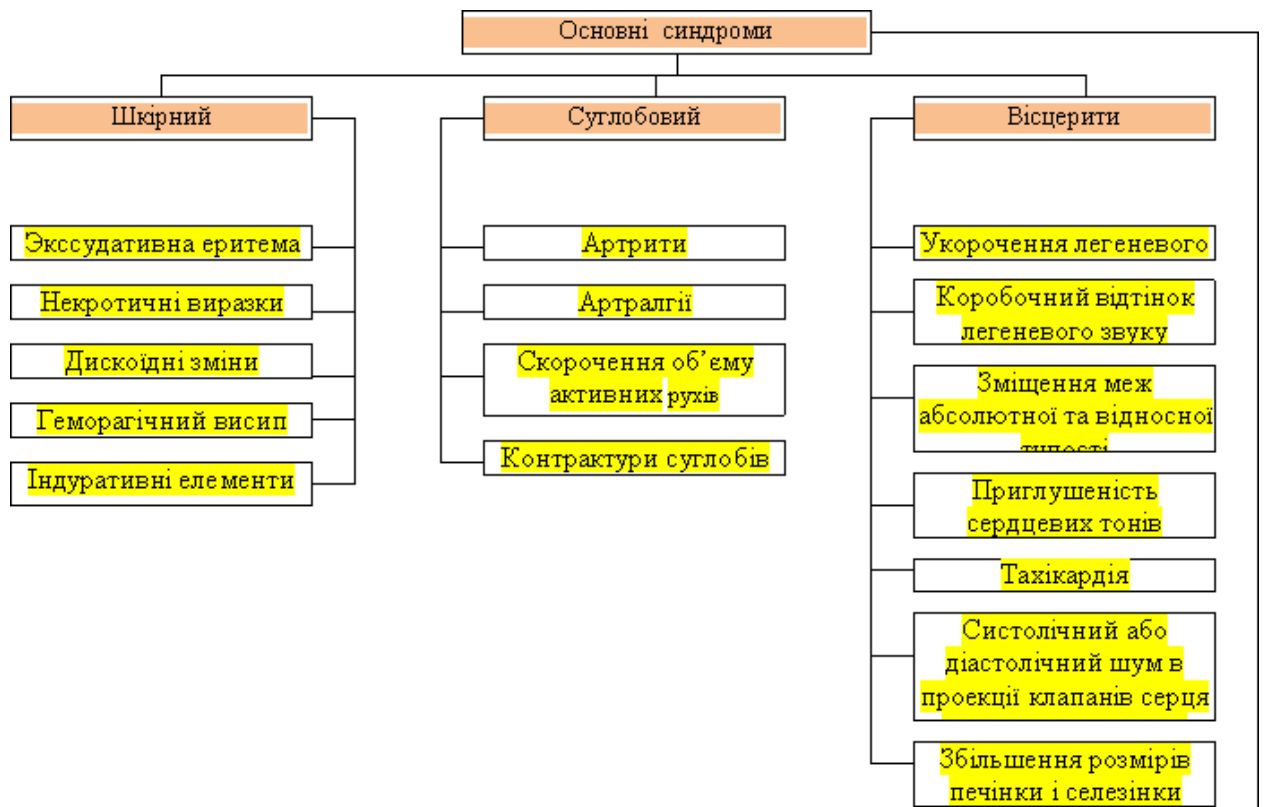 Основні синдроми
Шкірний
Экссудативна еритема
Некротичні виразки
Дискоїдні зміни
Геморагічний висип
Індуративні елементи
Суглобовий
Артрити
Артралгії
Скорочення об’єму
активних рухів
Контрактури суглобів
Вісцерити
Укорочення легеневого
Коробочний відтінок
легеневого звуку
Зміщення меж
абсолютної та відносної
тупості
Приглушеність
сердцевих тонів
Тахікардія
Систолічний або
діастолічний шум в
проекції клапанів серця
Збільшення розмірів
печінки і селезінки